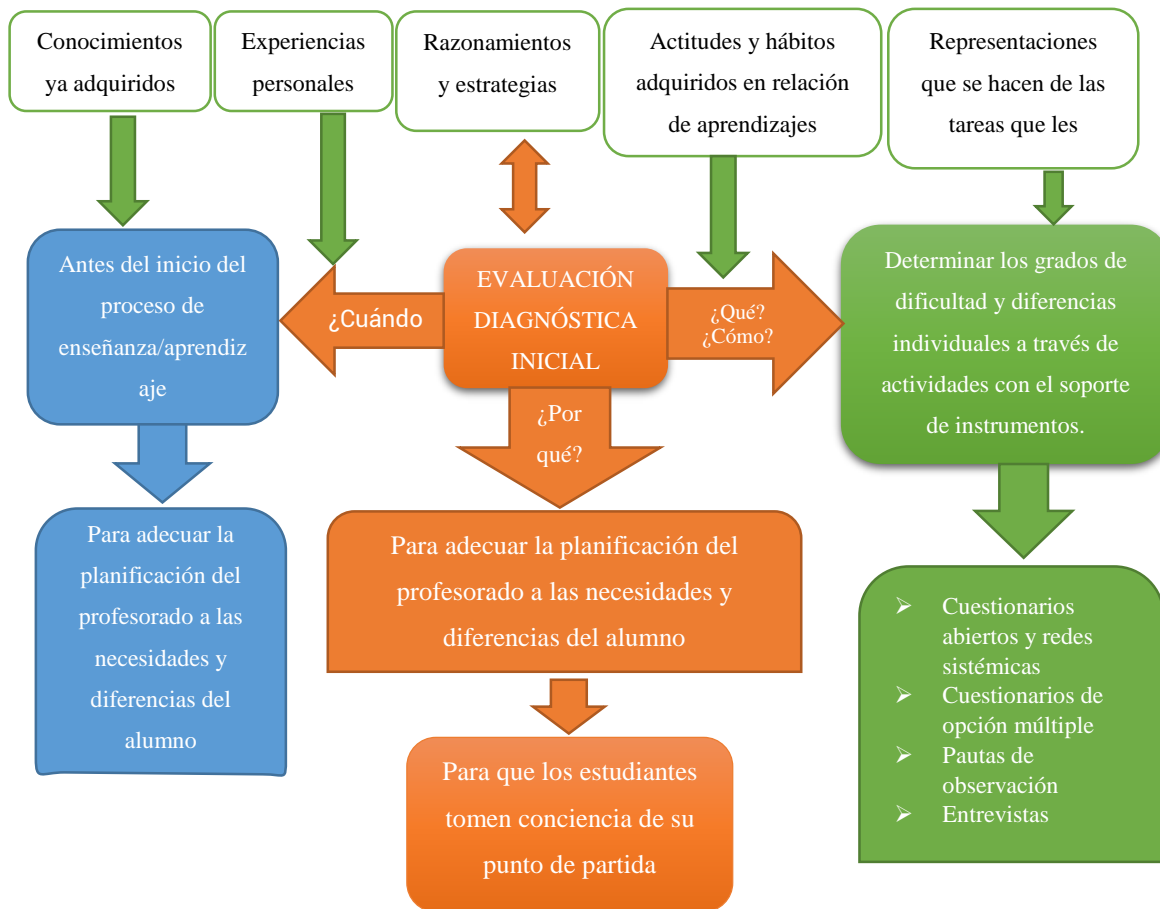 Conocimientos
ya adquiridos
Experiencias
personales
Razonamientos
y estrategias
Actitudes y hábitos
adquiridos en relación
de aprendizajes
Representaciones
que se hacen de las
tareas que les
Antes del inicio del
proceso de
enseñanza/aprendiz
aje
¿Cuándo
EVALUACIÓN
DIAGNÓSTICA
INICIAL
¿Qué?
¿Cómo?
Determinar los grados de
dificultad y diferencias
individuales a través de
actividades con el soporte
de instrumentos.
¿Por
qué?
Para adecuar la
planificación del
profesorado a las
necesidades y
diferencias del
alumno
Para adecuar la planificación del
profesorado a las necesidades y
diferencias del alumno
➢ Cuestionarios
abiertos y redes
sistémicas
➢ Cuestionarios de
opción múltiple
➢ Pautas de
observación
➢ Entrevistas
Para que los estudiantes
tomen conciencia de su
punto de partida